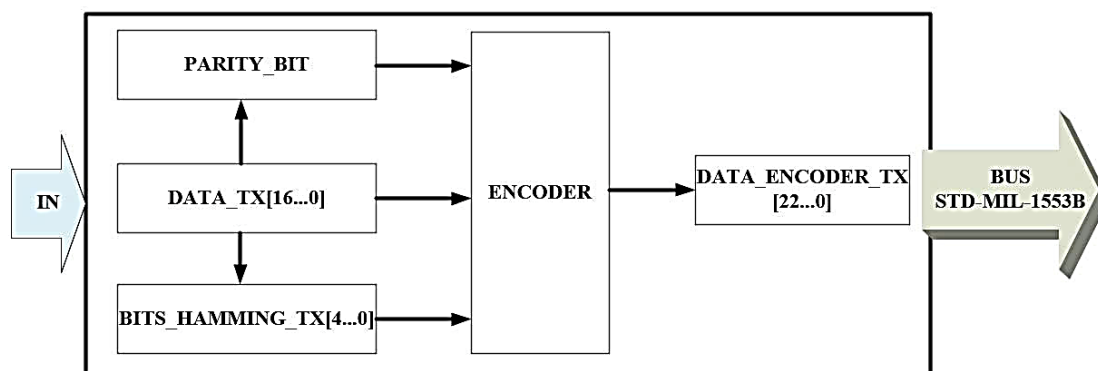 PARITY_BIT
IN
DATA_TX[16...0]
ENCODER
DATA_ENCODER_TX
[22...0]
BUS
STD-MIL-1553B
BITS_HAMMING_TX[4...0]